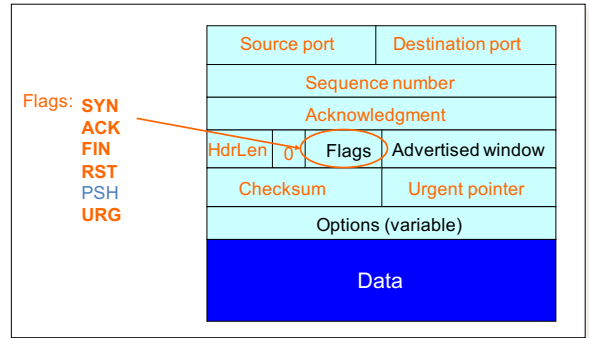 Source port Destination port
Sequence number
Flags: SYN
Acknowledgment
ACK
FIN
HdrLen 0 Flags Advertised window
RST
Checksum Urgent pointer
PSH
URG
Options (variable)
Data